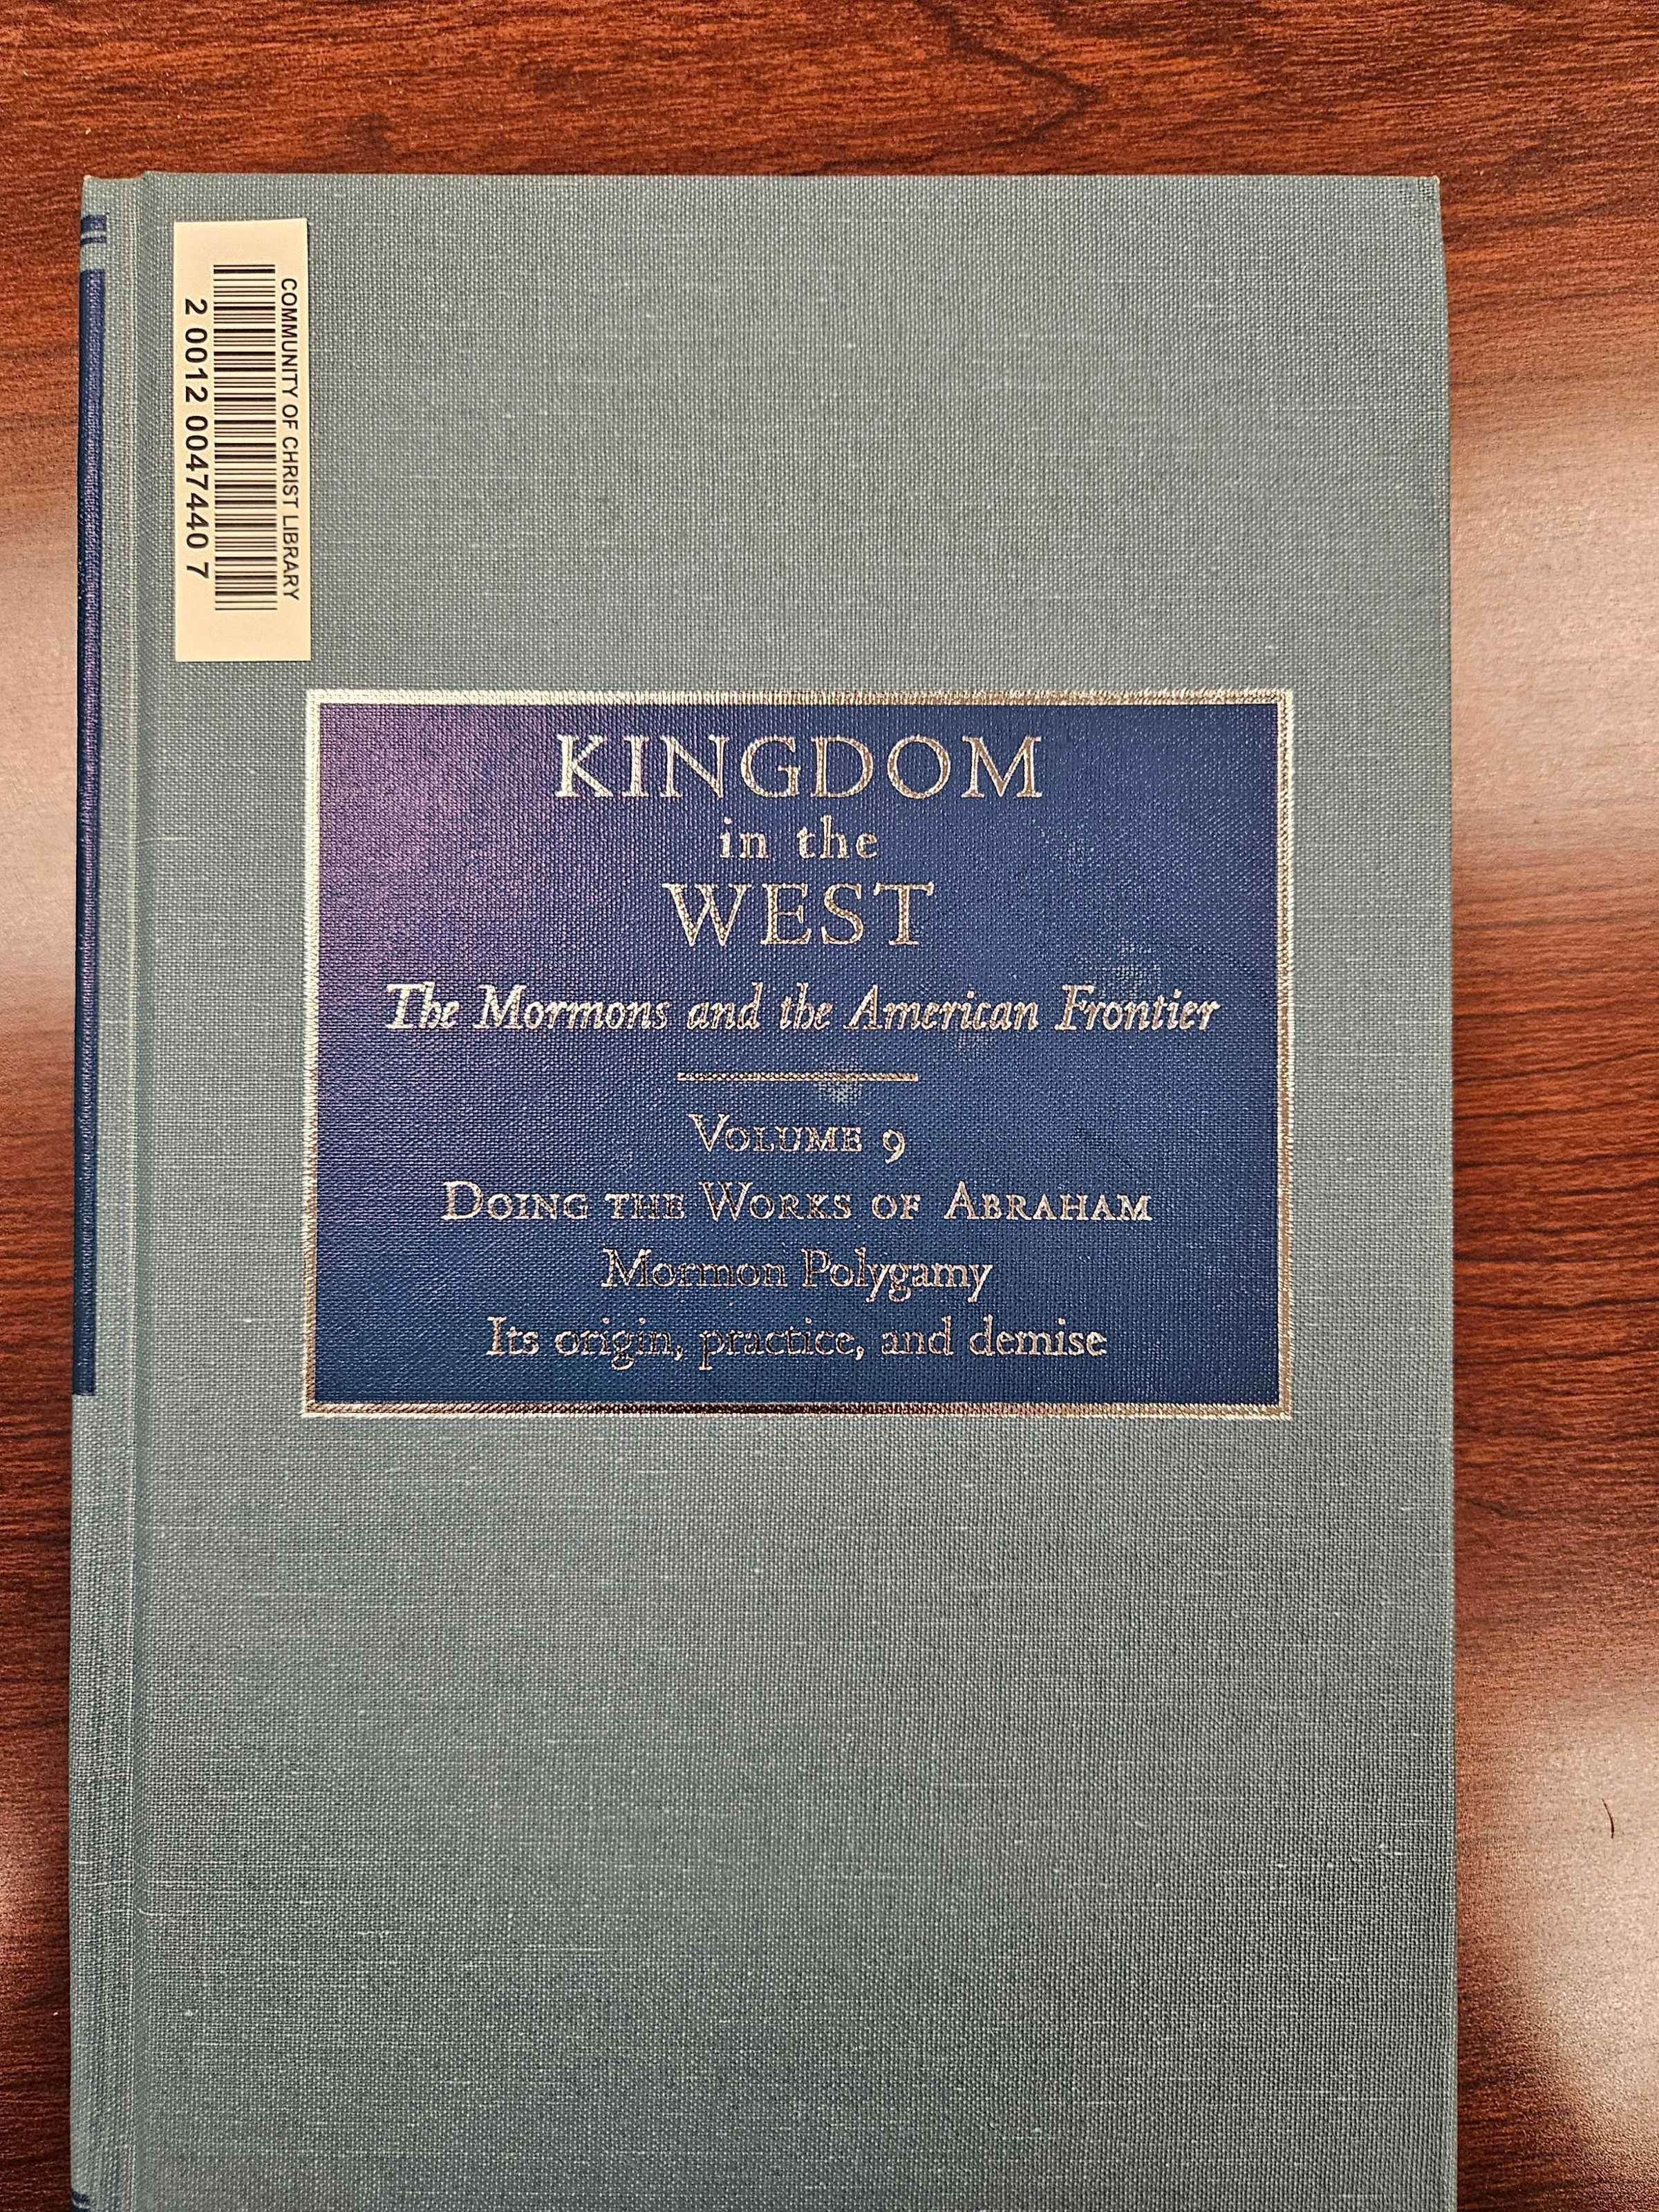 COMMUNITY OF CHRIST LIBRARY
2 0012 0047440 7
KINGDOM
in the
WEST
The Mormons and the American Frontier
VOLUME 9
DOING THE WORKS OF ABRAHAM
Mormon Polygamy
Its origin, practice, and demise